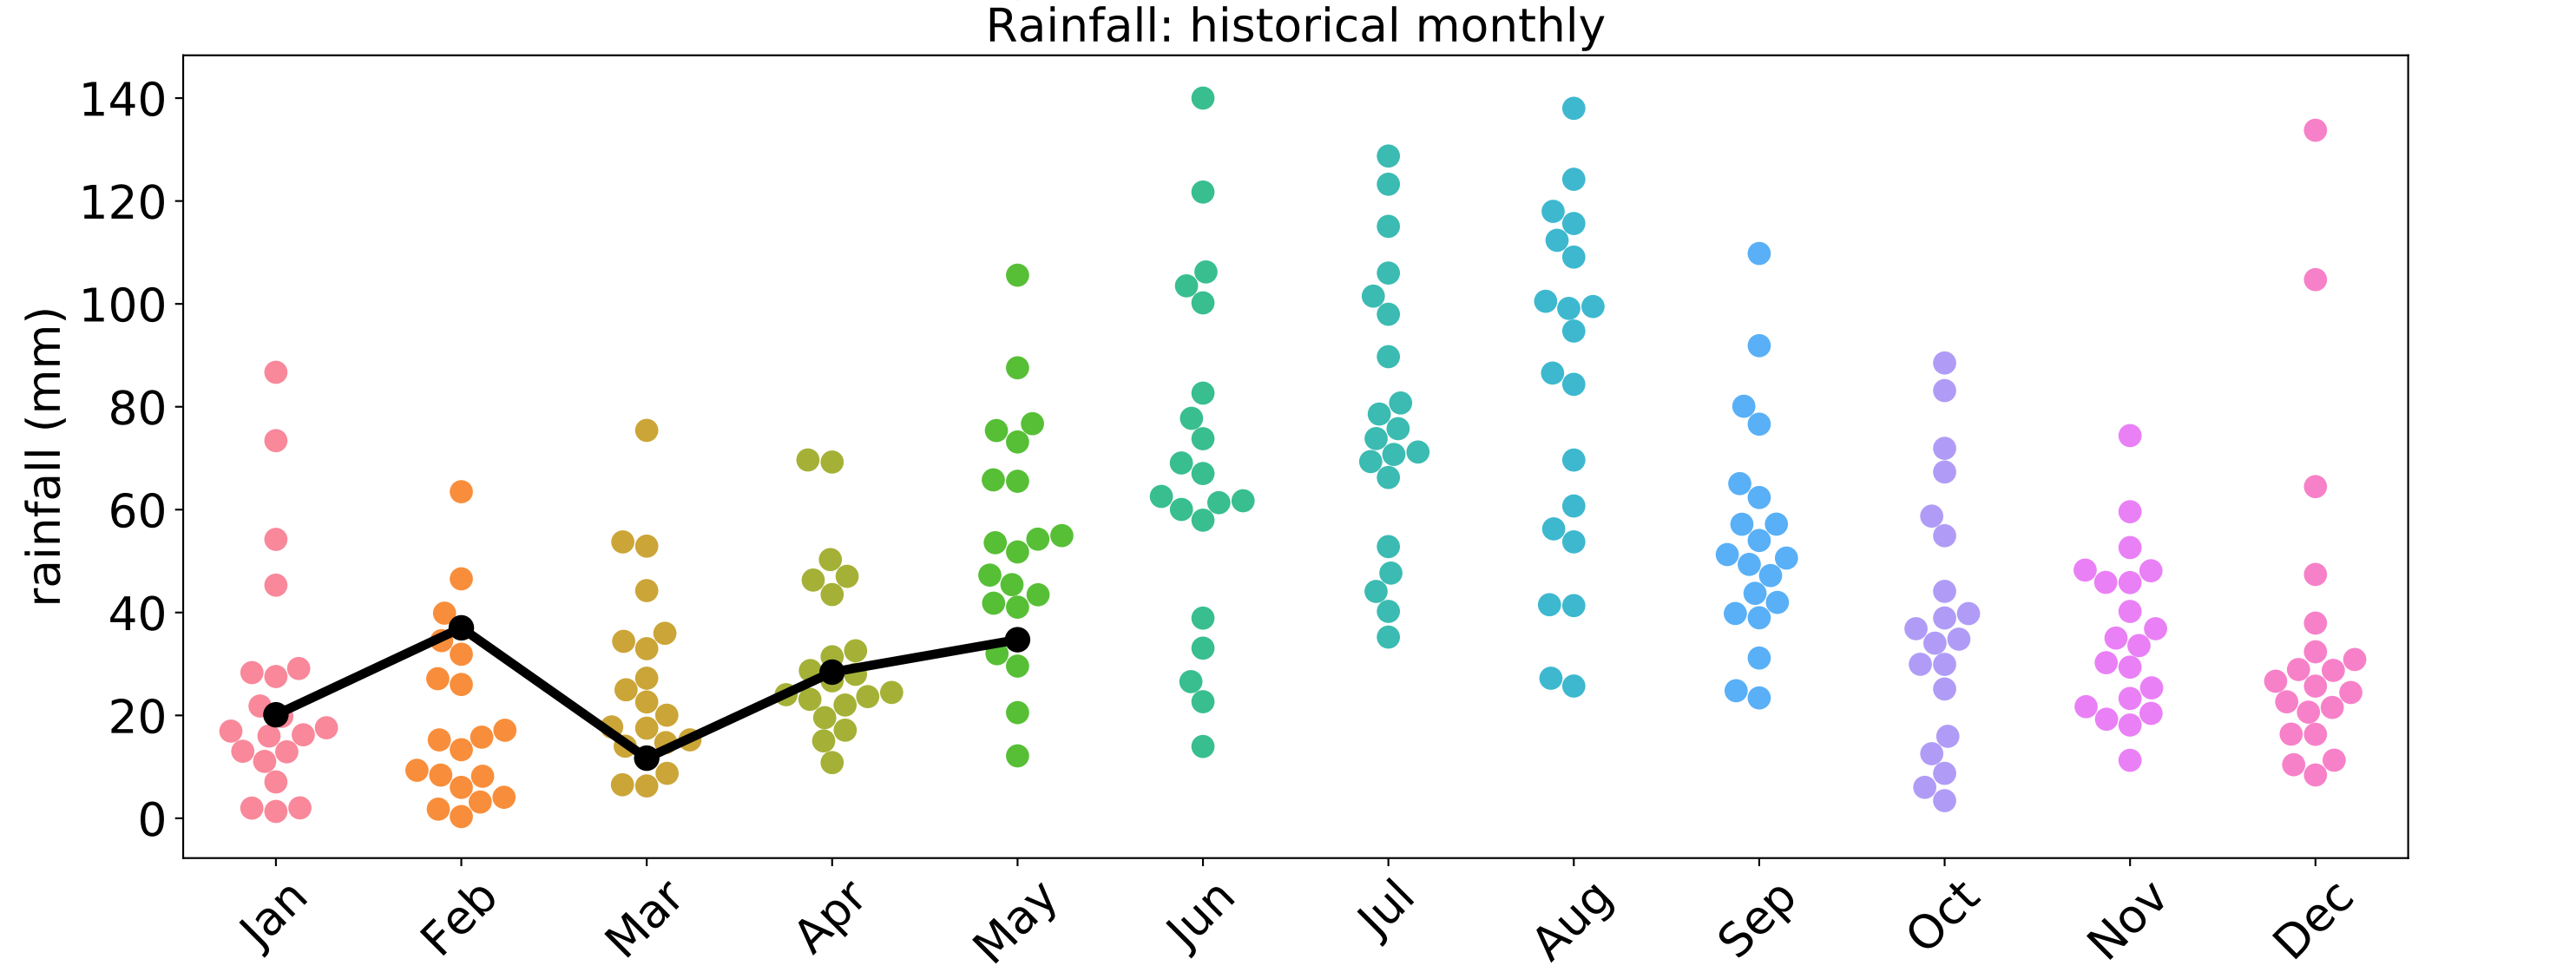 Rainfall: historical monthly
rainfall (mm)
140
120
100
80
60
40
20
0
Jan
Feb
Mar
Apr
May
Jun
Jul
Aug
Sep
Oct
Nov
Dec